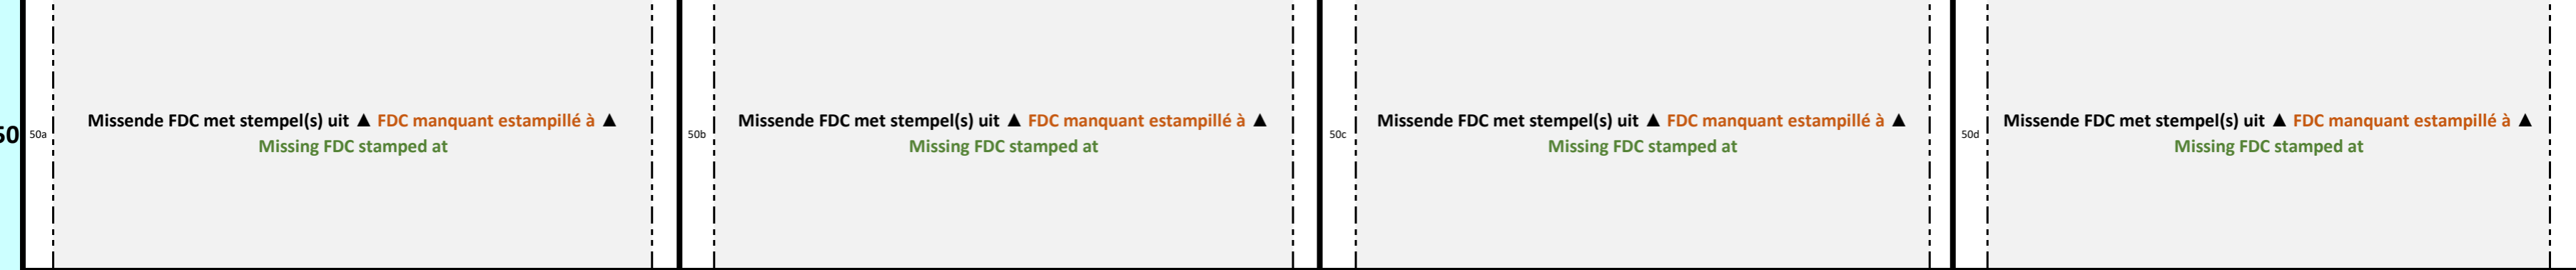 50
50a
Missende FDC met stempel(s) uit ▲ FDC manquant estampillé à ▲
Missing FDC stamped at
50b
Missende FDC met stempel(s) uit ▲ FDC manquant estampillé à ▲
Missing FDC stamped at
50c
Missende FDC met stempel(s) uit ▲ FDC manquant estampillé à ▲
Missing FDC stamped at
50d
Missende FDC met stempel(s) uit ▲ FDC manquant estampillé à ▲
Missing FDC stamped at